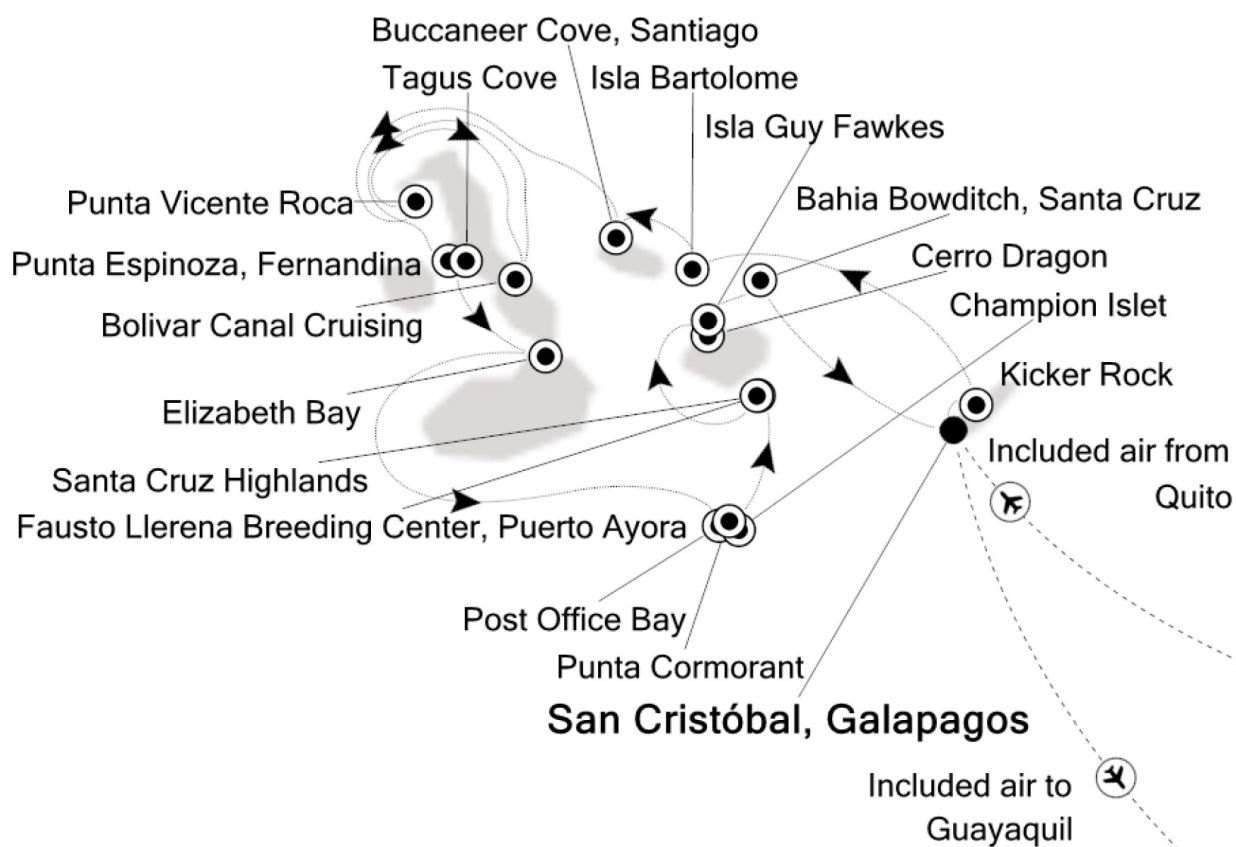 Buccaneer Cove, Santiago
Tagus Cove
Isla Bartolome
Isla Guy Fawkes
Punta Vicente Roca
Bahia Bowditch, Santa Cruz
Punta Espinoza, Fernandina
Cerro Dragon
Bolivar Canal Cruising
Champion Islet
Kicker Rock
Elizabeth Bay
Included air from
Quito
Santa Cruz Highlands
Fausto Llerena Breeding Center, Puerto Ayora
Post Office Bay
Punta Cormorant
San Cristóbal, Galapagos
Included air to
Guayaquil